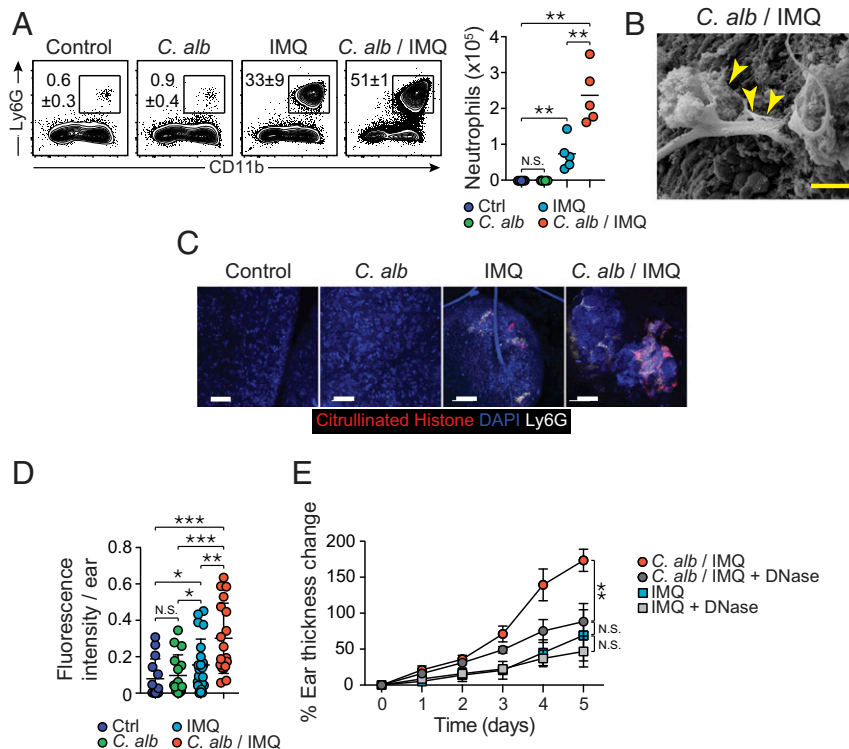 A
Control
C. alb
IMQ
C. alb / IMQ
0.6
±0.3
0.9
±0.4
33±9
51±1
Ly6G
CD11b
Neutrophils (x10⁵)
4
3
2
1
0
**
**
**
N.S.
Ctrl
IMQ
C. alb
C. alb / IMQ
B
C. alb / IMQ
C
Control
C. alb
IMQ
C. alb / IMQ
Citrullinated Histone DAPI Ly6G
D
Fluorescence
intensity / ear
0.8
0.6
0.4
0.2
0
***
***
**
*
*
N.S.
Ctrl
IMQ
C. alb
C. alb / IMQ
E
% Ear thickness change
200
150
100
50
0
0 1 2 3 4 5
Time (days)
**
N.S.
N.S.
C. alb / IMQ
C. alb / IMQ + DNase
IMQ
IMQ + DNase